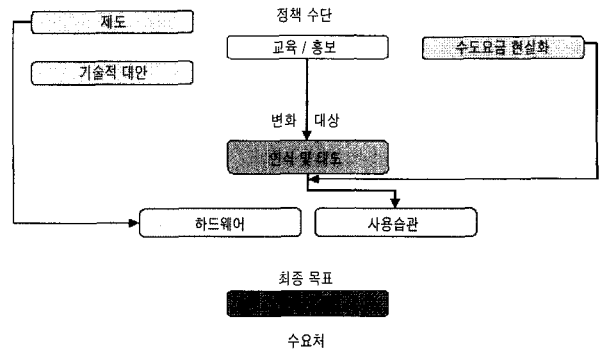 정책 수단
제도
교육 / 홍보
수도요금 현실화
기술적 대안
변화 대상
인식 및 태도
하드웨어
사용습관
최종 목표
수요처